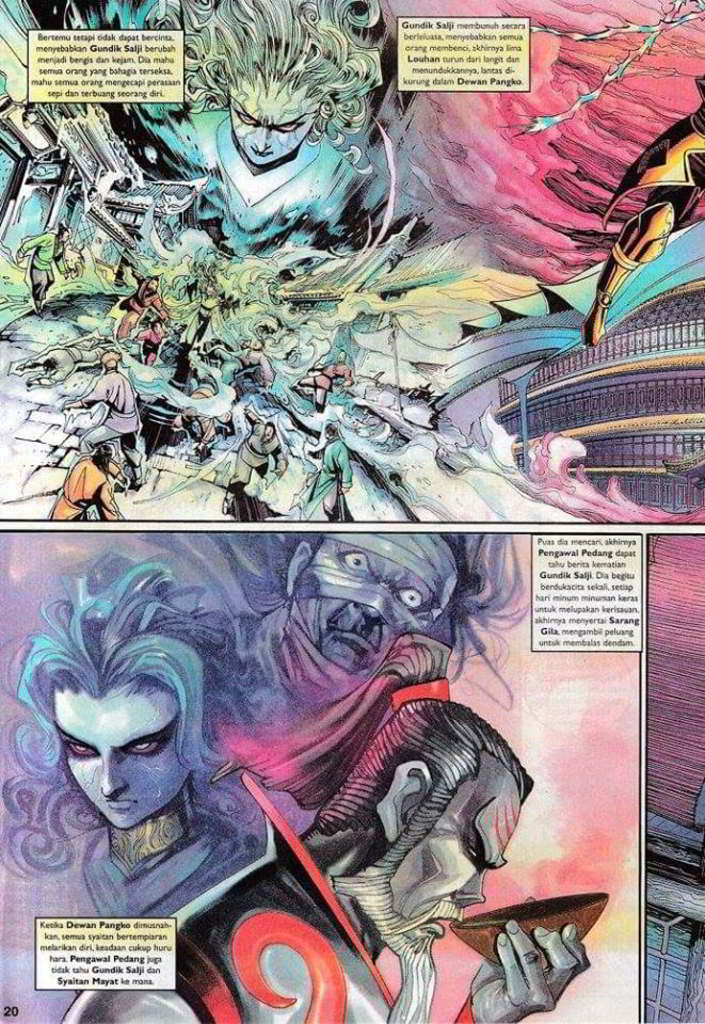 Bertemu tetapi tidak dapat bercinta,
menyebabkan Gundik Salji berubah
menjadi bengis dan kejam. Dia mahu
semua orang yang bahagia terseksa,
mahu semua orang mengecapi perasaan
sepi dan terbuang seorang diri.
Gundik Salji membunuh secara
berleluasa, menyebabkan semua
orang membenci, akhirnya lima
Louhan turun dari langit dan
menundukkannya, lantas di-
kurung dalam Dewan Pangko.
Puas dia mencari, akhirnya
Pengawal Pedang dapat
tahu berita kematian
Gundik Salji. Dia begitu
berdukacita sekali, setiap
hari minum minuman keras
untuk melupakan kerisauan,
akhirnya menyertai Sarang
Gila, mengambil peluang
untuk membalas dendam.
Ketika Dewan Pangko dimusnah-
kan, semua syaitan bertempiaran
melarikan diri, keadaan cukup huru
hara. Pengawal Pedang juga
tidak tahu Gundik Salji dan
Syaitan Mayat ke mana.
20